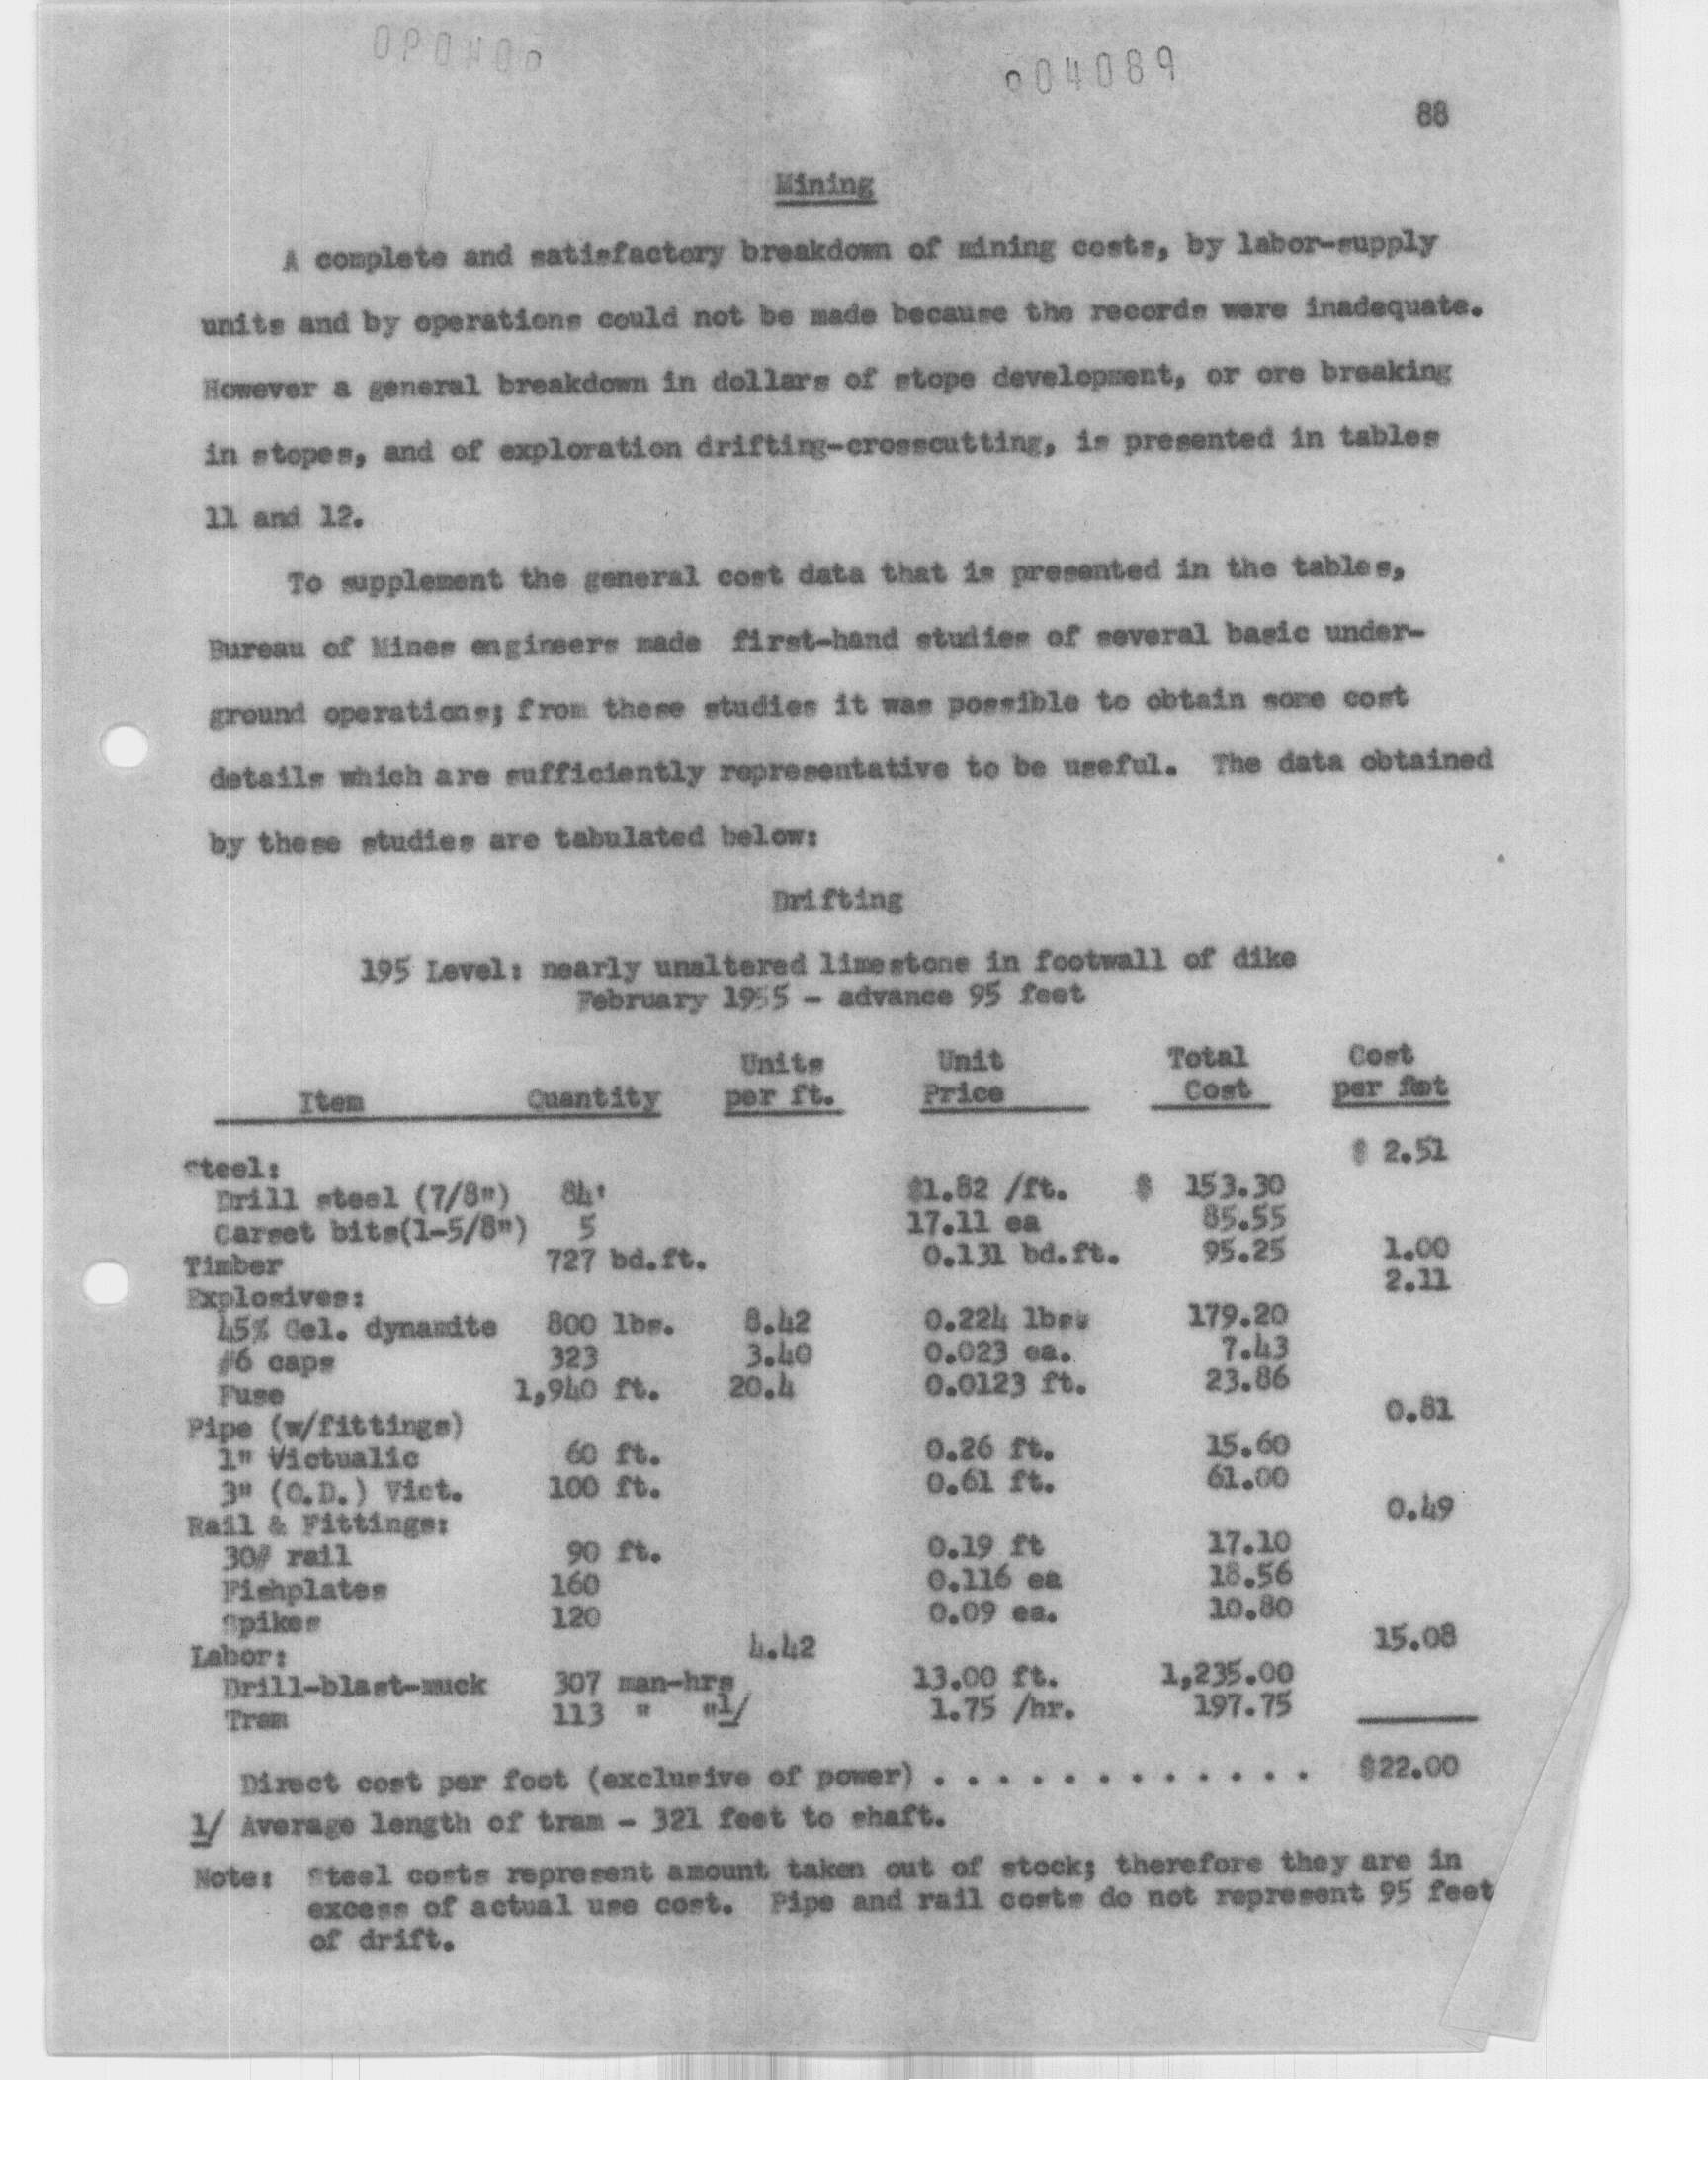 004089
88
Mining
A complete and satisfactory breakdown of mining costs, by labor-supply
units and by operations could not be made because the records were inadequate.
However a general breakdown in dollars of stope development, or ore breaking
in stopes, and of exploration drifting-crosscutting, is presented in tables
11 and 12.
To supplement the general cost data that is presented in the tables,
Bureau of Mines engineers made first-hand studies of several basic under-
ground operations; from these studies it was possible to obtain some cost
details which are sufficiently representative to be useful. The data obtained
by these studies are tabulated below:
Drifting
195 Level: nearly unaltered limestone in footwall of dike
February 1955 - advance 95 feet
Units Unit Total Cost
Item Quantity per ft. Price Cost per foot
Steel: $ 2.51
Drill steel (7/8") 84' $1.82 /ft. $ 153.30
Carset bits(1-5/8") 5 17.11 ea 85.55
Timber 727 bd.ft. 0.131 bd.ft. 95.25 1.00
Explosives: 2.11
45% Gel. dynamite 800 lbs. 8.42 0.224 lbs. 179.20
#6 caps 323 3.40 0.023 ea. 7.43
Fuse 1,940 ft. 20.4 0.0123 ft. 23.86
Pipe (w/fittings) 0.81
1" Victualic 60 ft. 0.26 ft. 15.60
3" (O.D.) Vict. 100 ft. 0.61 ft. 61.00
Rail & Fittings: 0.49
30# rail 90 ft. 0.19 ft 17.10
Fishplates 160 0.116 ea 18.56
Spikes 120 0.09 ea. 10.80
Labor: 4.42 15.08
Drill-blast-muck 307 man-hrs 13.00 ft. 1,235.00
Tram 113 " "1/ 1.75 /hr. 197.75
Direct cost per foot (exclusive of power) . . . . . . . . . . . . $22.00
1/ Average length of tram - 321 feet to shaft.
Note: Steel costs represent amount taken out of stock; therefore they are in
excess of actual use cost. Pipe and rail costs do not represent 95 feet
of drift.